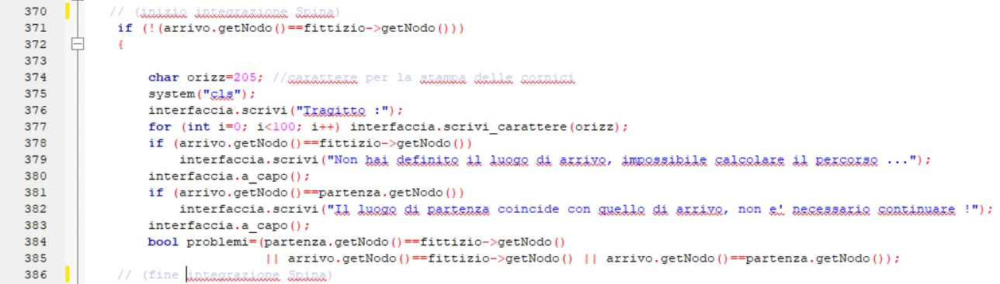 370 // (inizio integrazione Spina)
371 if (!(arrivo.getNodo()==fittizio->getNodo()))
372 {
373
374 char orizz=205; //carattere per la stampa delle cornici
375 system("cls");
376 interfaccia.scrivi("Tragitto :");
377 for (int i=0; i<100; i++) interfaccia.scrivi_carattere(orizz);
378 if (arrivo.getNodo()==fittizio->getNodo())
379 interfaccia.scrivi("Non hai definito il luogo di arrivo, impossibile calcolare il percorso ...");
380 interfaccia.a_capo();
381 if (arrivo.getNodo()==partenza.getNodo())
382 interfaccia.scrivi("Il luogo di partenza coincide con quello di arrivo, non e' necessario continuare !");
383 interfaccia.a_capo();
384 bool problemi=(partenza.getNodo()==fittizio->getNodo()
385 || arrivo.getNodo()==fittizio->getNodo() || arrivo.getNodo()==partenza.getNodo());
386 // (fine integrazione Spina)